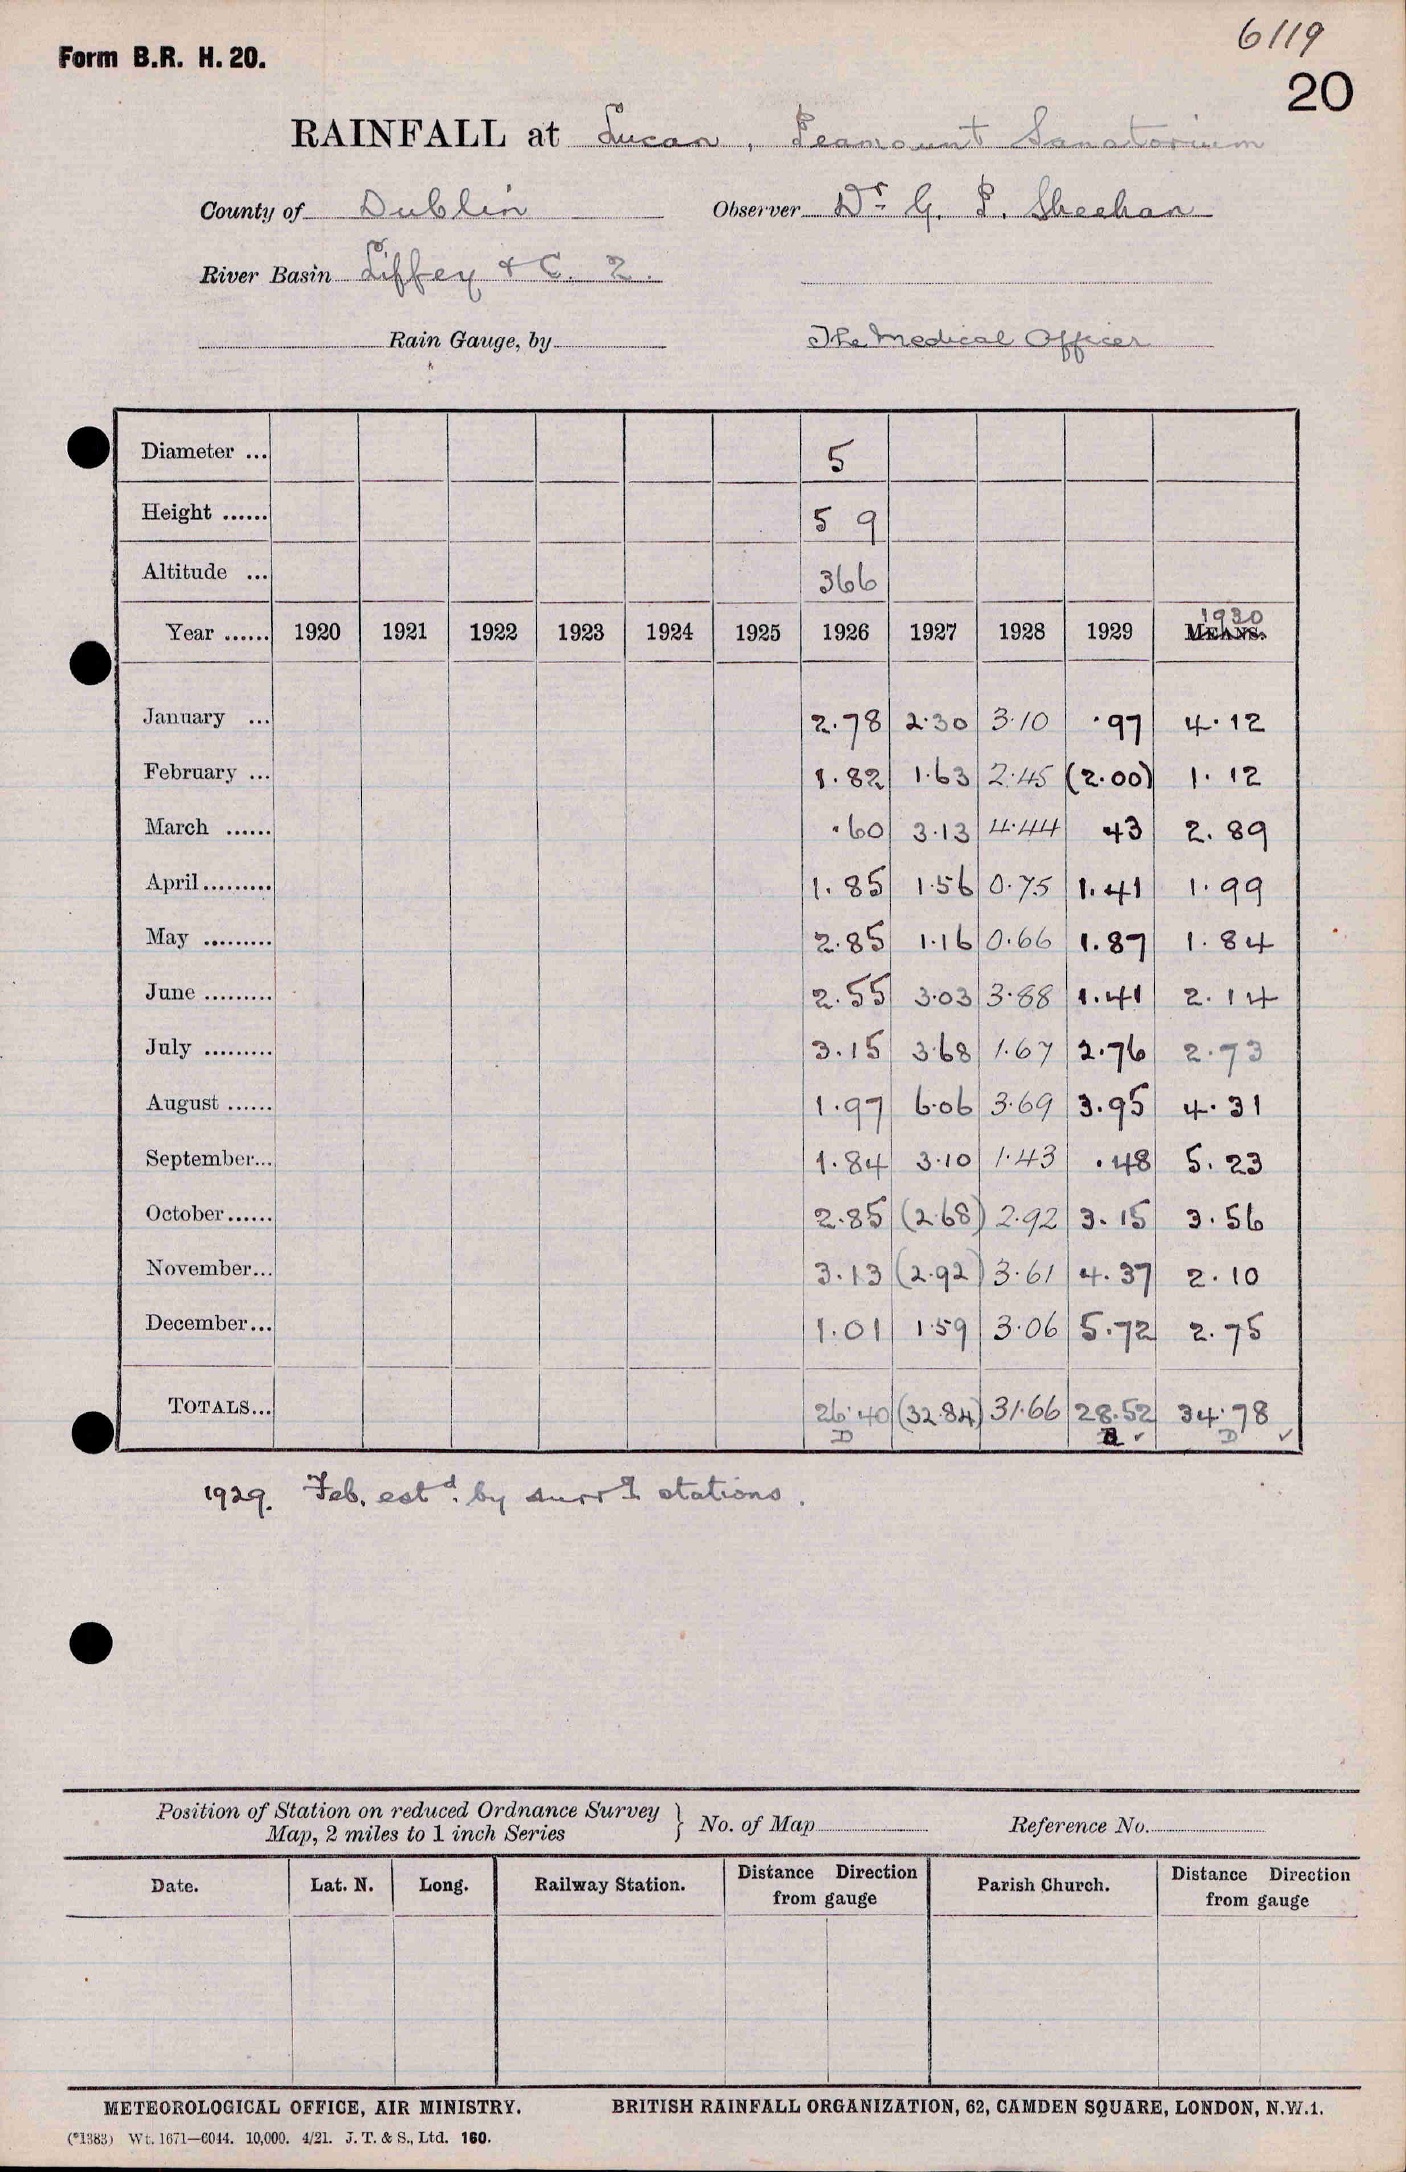 6119
Form B.R. H. 20.
20
RAINFALL at Lucan, Peamount Sanatorium
County of Dublin Observer Dr. G. P. Sheehan
River Basin Liffey & C. 2.
Rain Gauge, by The Medical Officer
Diameter ... 5
Height ...... 5 9
Altitude ... 366
Year ...... 1920 1921 1922 1923 1924 1925 1926 1927 1928 1929 1930 MEANS.
January ... 2.78 2.30 3.10 .97 4.12
February ... 1.82 1.63 2.45 (2.00) 1.12
March ...... .60 3.13 4.44 43 2.89
April ......... 1.85 1.56 0.75 1.41 1.99
May ......... 2.85 1.16 0.66 1.87 1.84
June ......... 2.55 3.03 3.88 1.41 2.14
July ......... 3.15 3.68 1.67 2.76 2.73
August ...... 1.97 6.06 3.69 3.95 4.31
September... 1.84 3.10 1.43 .48 5.23
October ...... 2.85 (2.68) 2.92 3.15 3.56
November... 3.13 (2.92) 3.61 4.37 2.10
December... 1.01 1.59 3.06 5.72 2.75
TOTALS... 26.40 (32.84) 31.66 28.52 34.78
D D
1929. Feb. estd. by surrg stations.
Position of Station on reduced Ordnance Survey
Map, 2 miles to 1 inch Series } No. of Map Reference No.
Date. Lat. N. Long. Railway Station. Distance Direction from gauge Parish Church. Distance Direction from gauge
METEOROLOGICAL OFFICE, AIR MINISTRY. BRITISH RAINFALL ORGANIZATION, 62, CAMDEN SQUARE, LONDON, N.W.1.
(*1383) Wt. 1671—6044. 10,000. 4/21. J. T. & S., Ltd. 160.